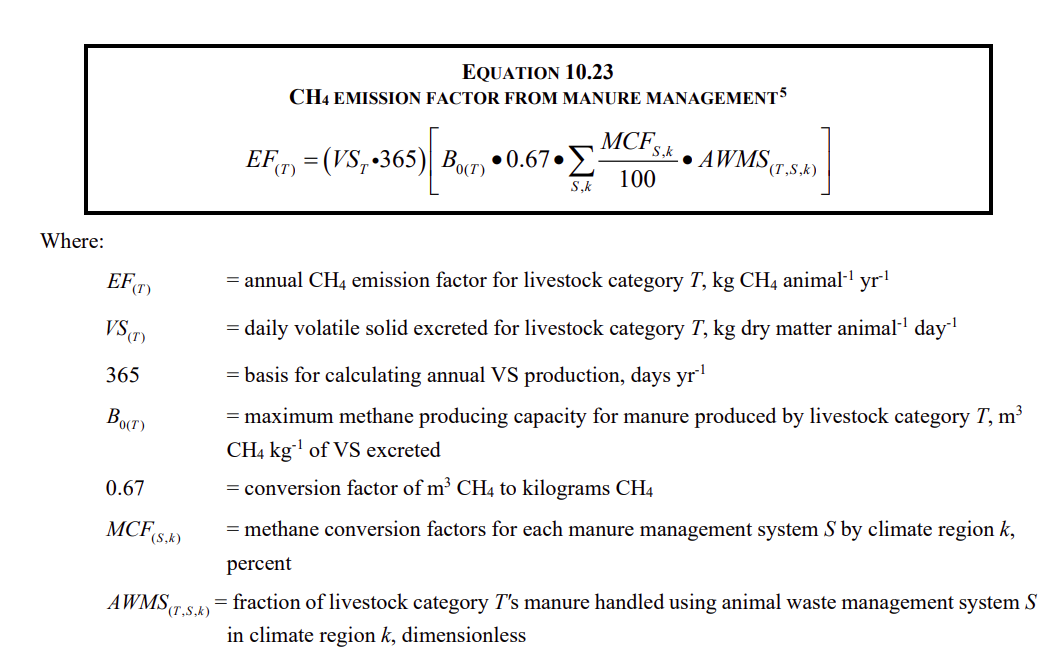 EQUATION 10.23
CH4 EMISSION FACTOR FROM MANURE MANAGEMENT5
EF(T) = (VST •365) [ B0(T) • 0.67 • ∑S,k MCFS,k / 100 • AWMS(T,S,k) ]
Where:
EF(T) = annual CH4 emission factor for livestock category T, kg CH4 animal-1 yr-1
VS(T) = daily volatile solid excreted for livestock category T, kg dry matter animal-1 day-1
365 = basis for calculating annual VS production, days yr-1
B0(T) = maximum methane producing capacity for manure produced by livestock category T, m3
CH4 kg-1 of VS excreted
0.67 = conversion factor of m3 CH4 to kilograms CH4
MCF(S,k) = methane conversion factors for each manure management system S by climate region k,
percent
AWMS(T,S,k) = fraction of livestock category T's manure handled using animal waste management system S
in climate region k, dimensionless